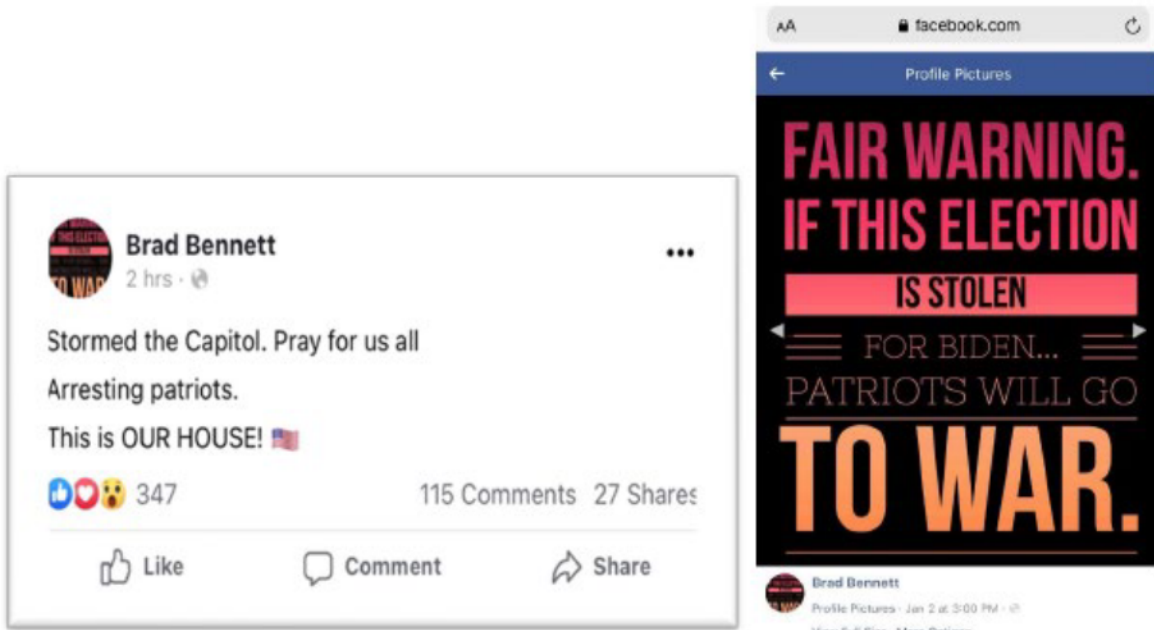 Brad Bennett
2 hrs ·
Stormed the Capitol. Pray for us all
Arresting patriots.
This is OUR HOUSE! 🇺🇸
347
115 Comments 27 Shares
Like Comment Share
AA facebook.com
Profile Pictures
FAIR WARNING.
IF THIS ELECTION
IS STOLEN
FOR BIDEN...
PATRIOTS WILL GO
TO WAR.
Brad Bennett
Profile Pictures · Jan 2 at 3:00 PM ·